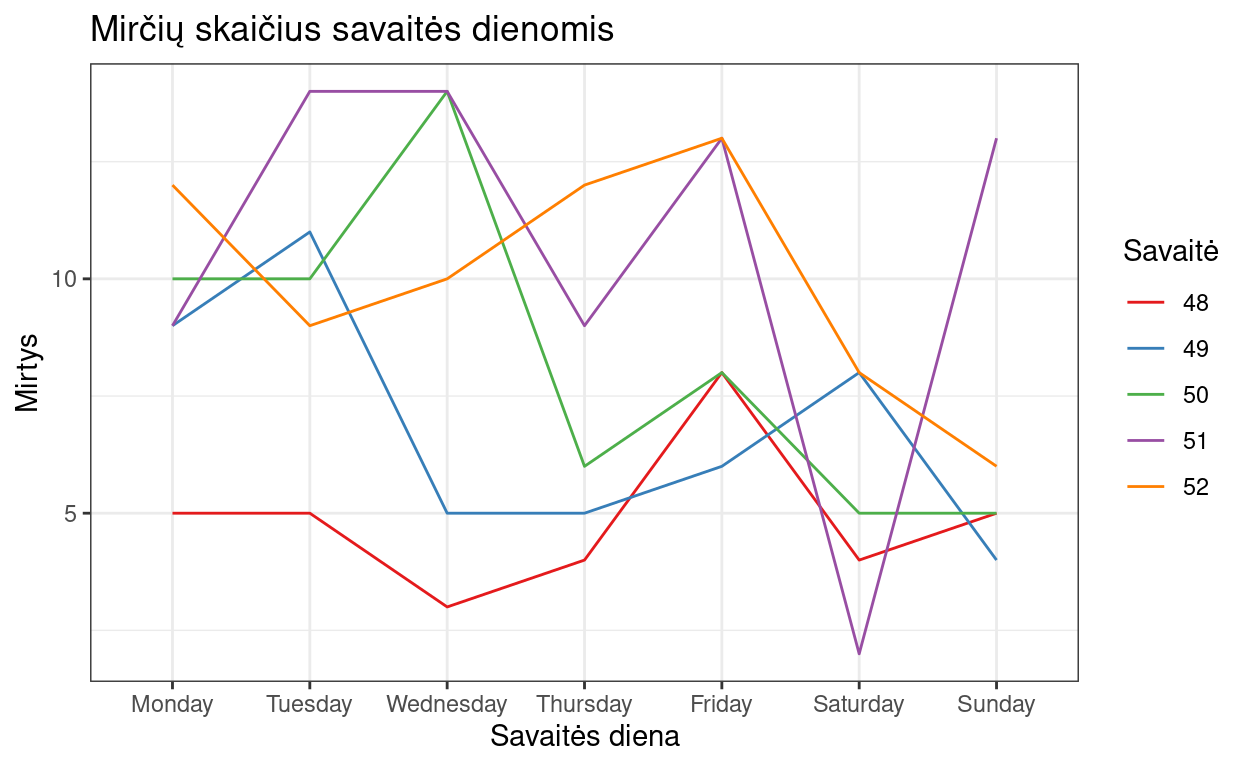 Mirčių skaičius savaitės dienomis
Mirtys
10
5
Monday Tuesday Wednesday Thursday Friday Saturday Sunday
Savaitės diena
Savaitė
48
49
50
51
52